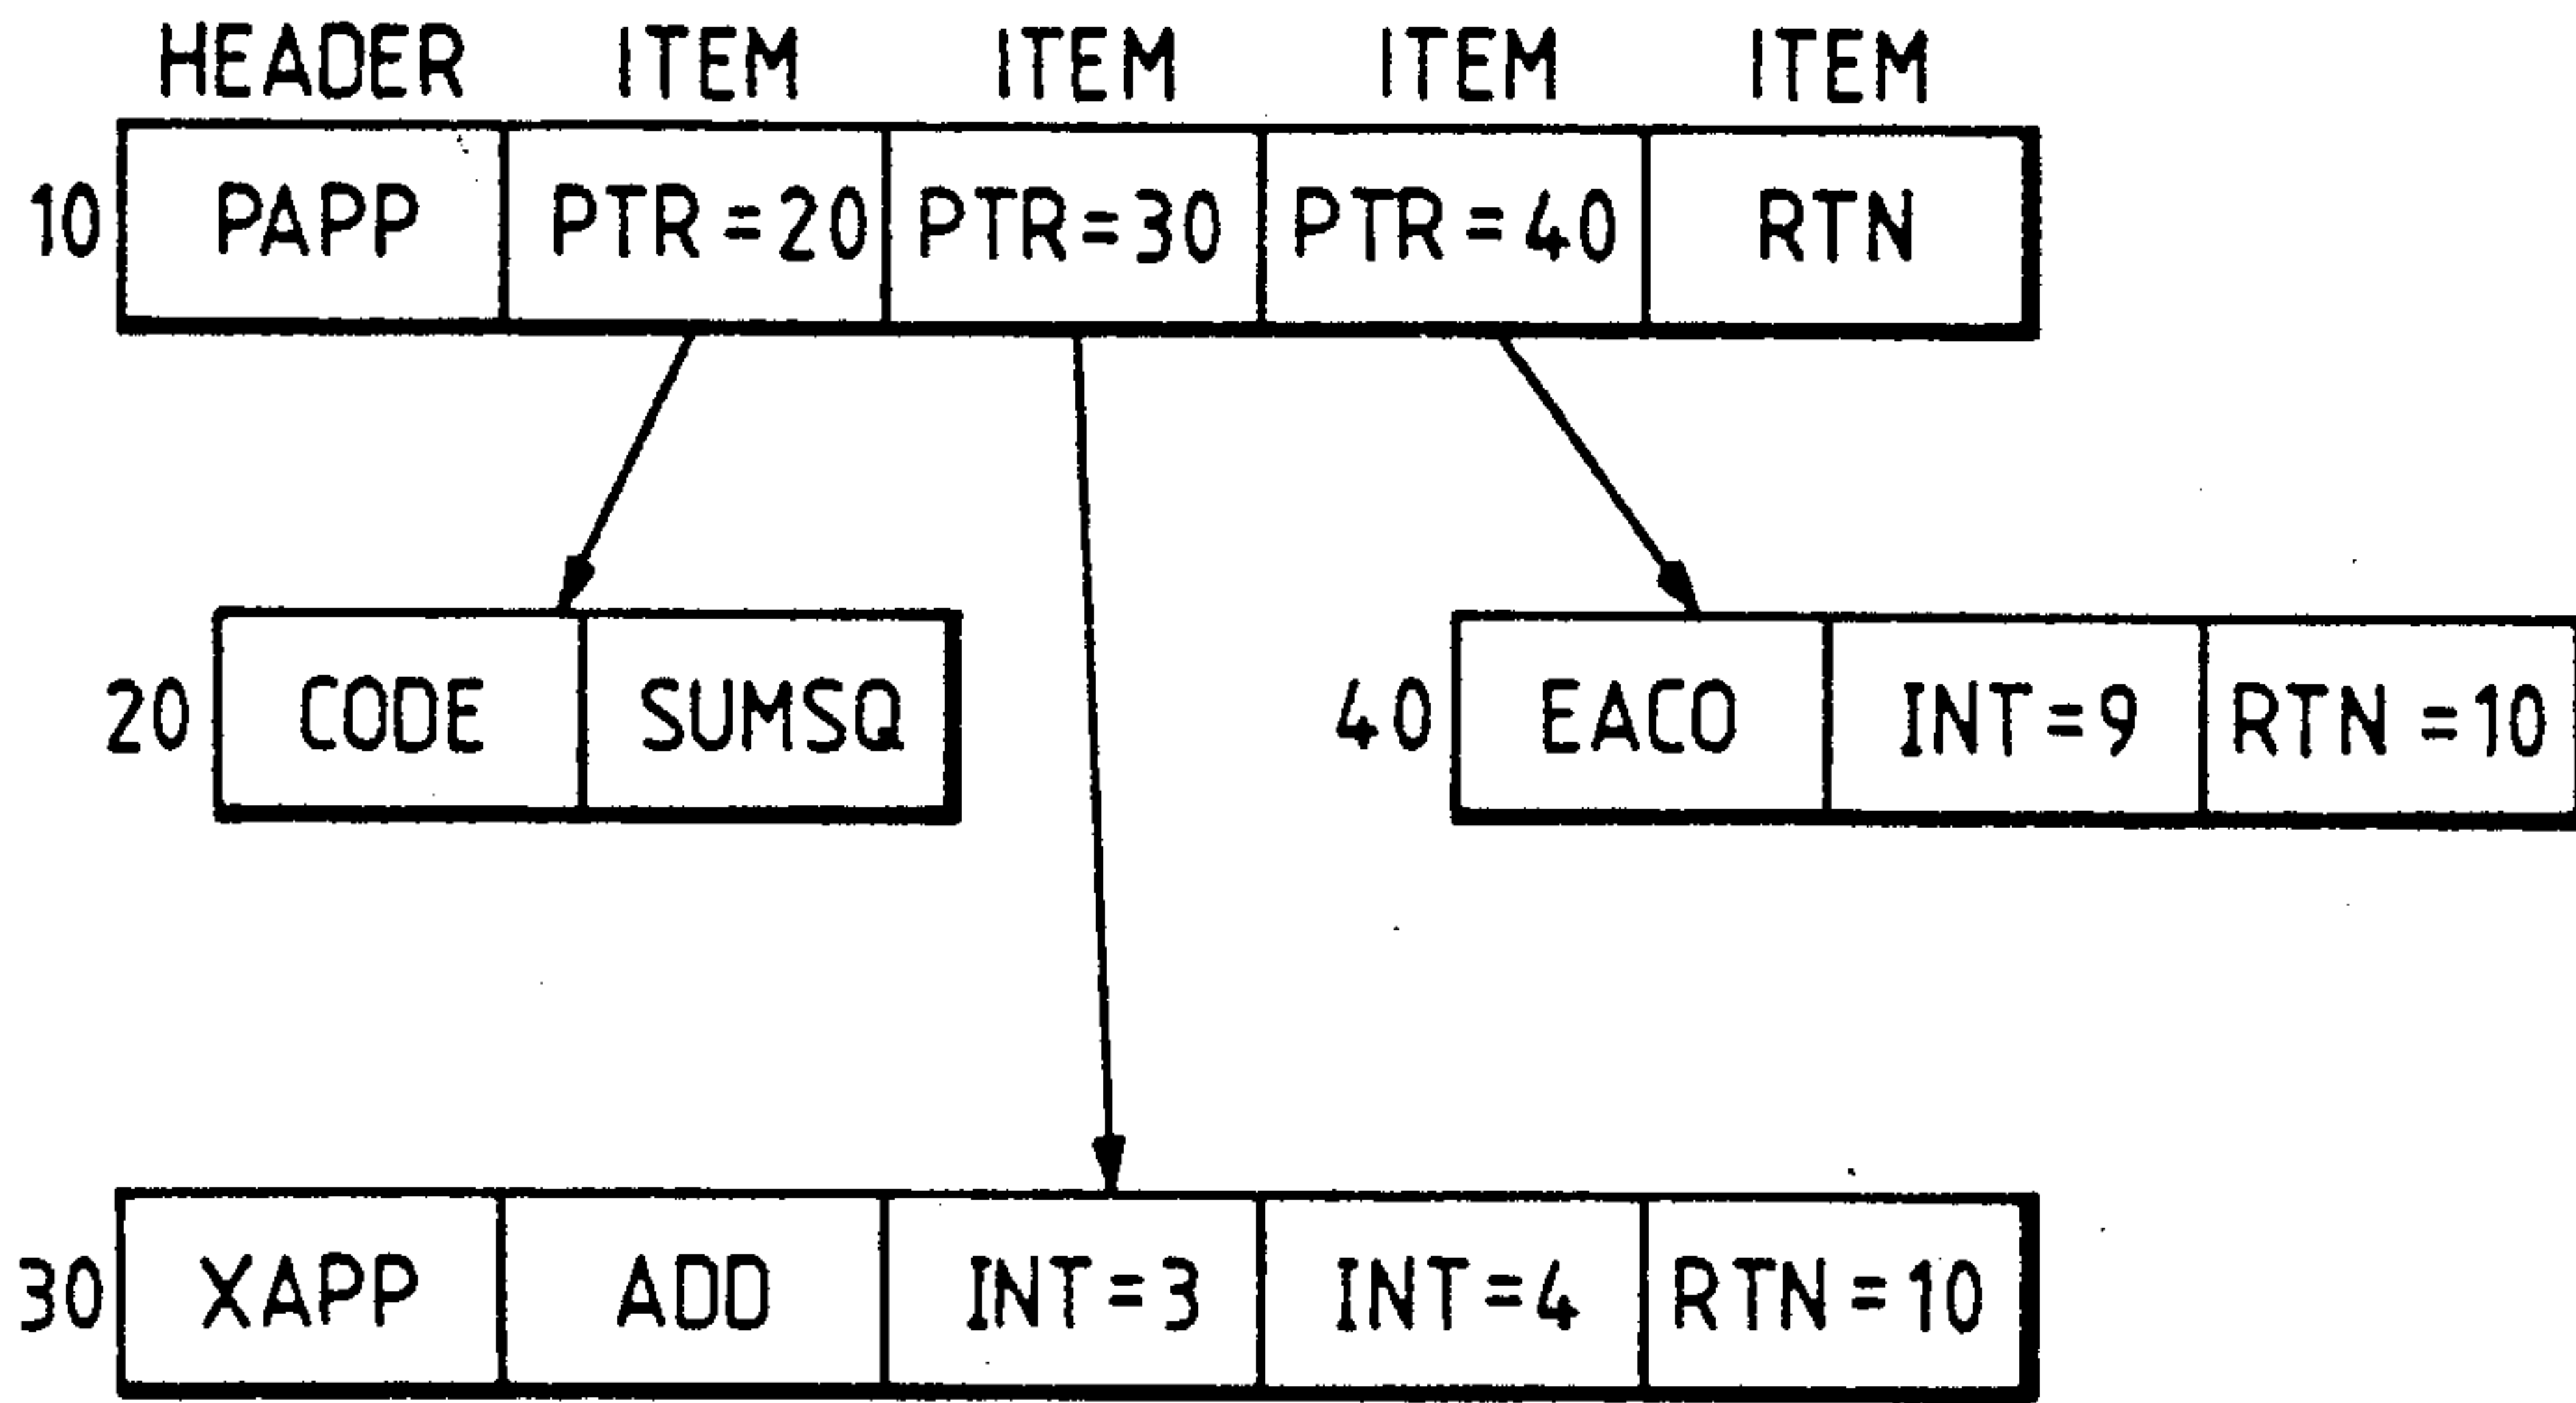 HEADER ITEM ITEM ITEM ITEM
10 PAPP PTR=20 PTR=30 PTR=40 RTN
20 CODE SUMSQ 40 EACO INT=9 RTN=10
30 XAPP ADD INT=3 INT=4 RTN=10